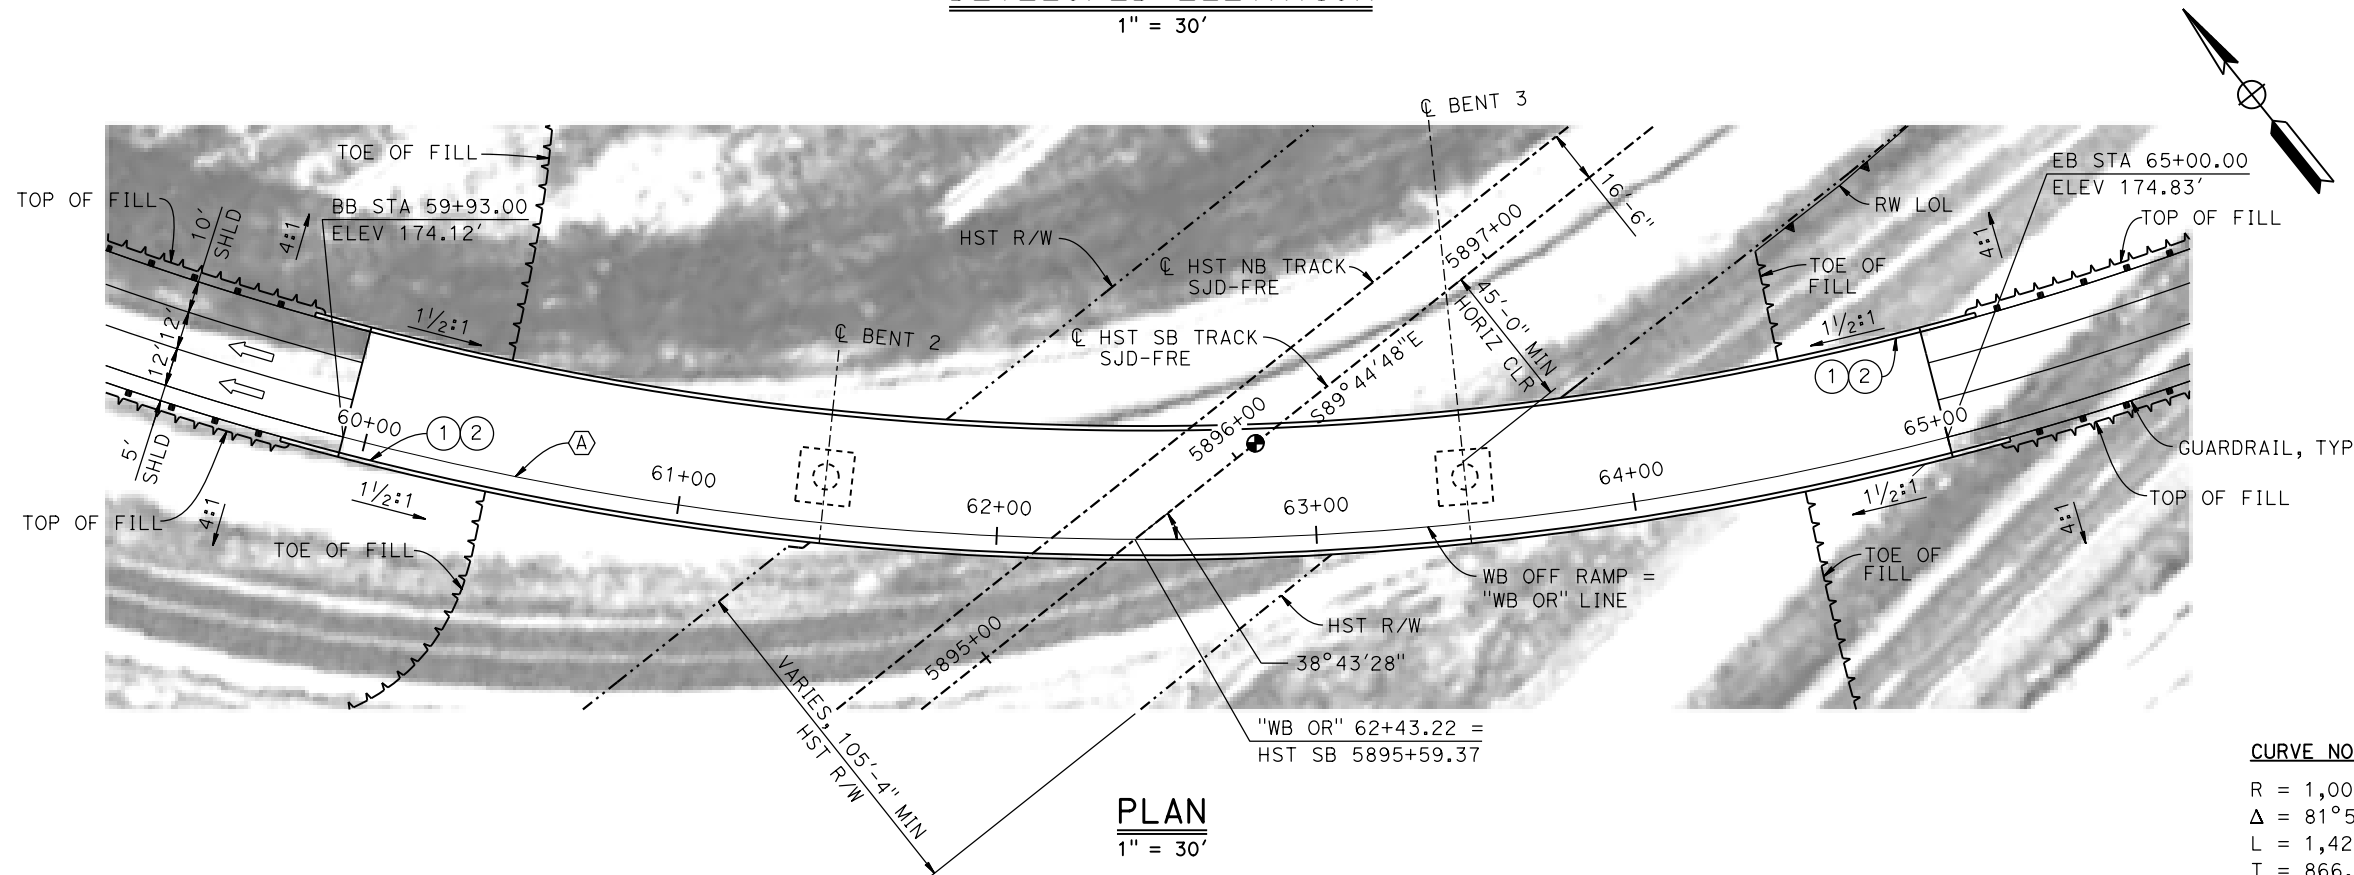 1" = 30'
℄ BENT 3
TOE OF FILL
EB STA 65+00.00
ELEV 174.83'
TOP OF FILL
10'
SHLD
4:1
BB STA 59+93.00
ELEV 174.12'
16'-6"
RW LOL
4:1
TOP OF FILL
HST R/W
5897+00
℄ HST NB TRACK
SJD-FRE
TOE OF
FILL
45'-0" MIN
HORIZ CLR
12'
12'
1½:1
℄ BENT 2
℄ HST SB TRACK
SJD-FRE
S89°44'48"E
1½:1
1 2
60+00
1 2
A
5896+00
65+00
GUARDRAIL, TYP
5'
SHLD
61+00
64+00
1½:1
1½:1
TOP OF FILL
4:1
62+00
63+00
TOP OF FILL
4:1
TOE OF FILL
TOE OF
FILL
WB OFF RAMP =
"WB OR" LINE
HST R/W
5895+00
38°43'28"
VARIES, 105'-4" MIN
HST R/W
"WB OR" 62+43.22 =
HST SB 5895+59.37
CURVE NO
R = 1,00
Δ = 81°5
L = 1,42
T = 866.
PLAN
1" = 30'